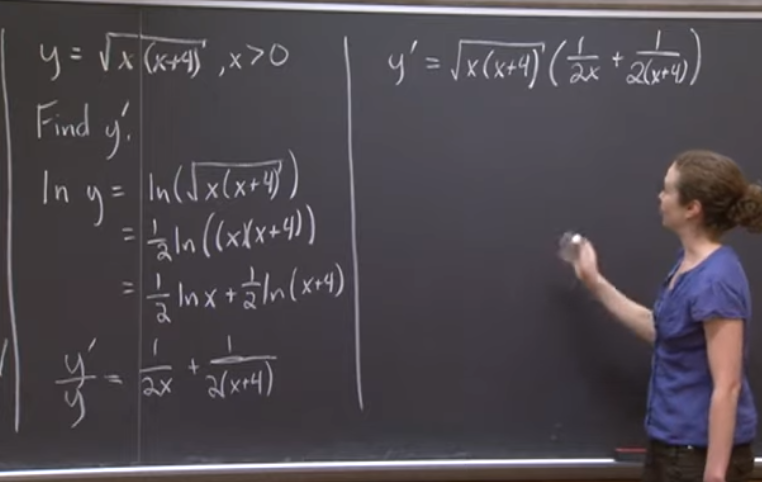 y = √(x(x+4)), x>0
Find y'.
ln y = ln(√(x(x+4)))
= 1/2 ln((x)(x+4))
= 1/2 ln x + 1/2 ln(x+4)
y'/y = 1/2x + 1/2(x+4)
y' = √(x(x+4)) (1/2x + 1/2(x+4))